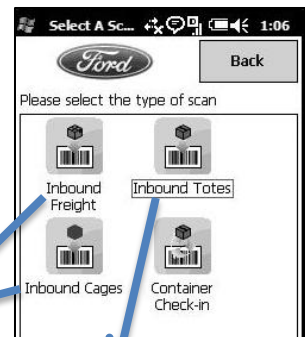 Select A Sc... 1:06
Ford
Back
Please select the type of scan
Inbound Freight
Inbound Totes
Inbound Cages
Container Check-in